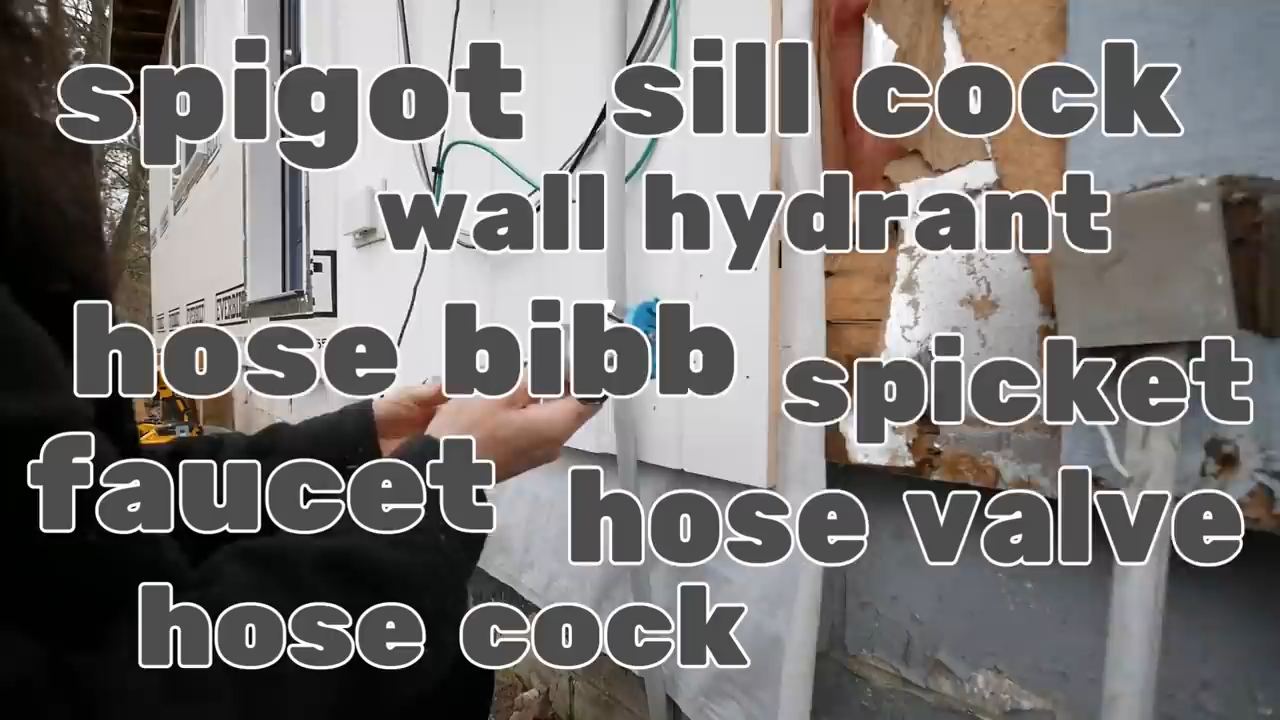 spigot
sill cock
wall hydrant
hose bibb
spicket
faucet
hose valve
hose cock